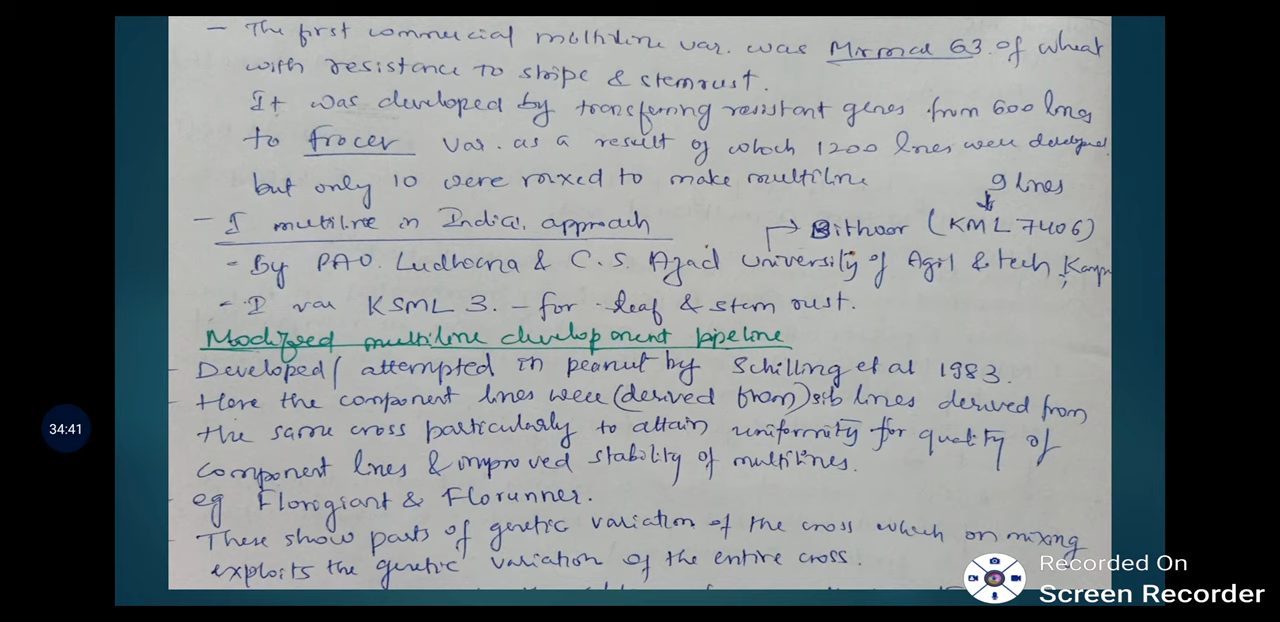 - The first commercial multiline var. was Miramar 63. of wheat
with resistance to stripe & stem rust.
It was developed by transferring resistant genes from 600 lines
to Frocer var. as a result of which 1200 lines were developed
but only 10 were mixed to make multiline
9 lines
- I multiline in India, approach
→ Bithoor (KML 7406)
- By PAU. Ludhiana & C.S. Azad University of Agril & tech, Kanpur
- I var KSML 3. - for leaf & stem rust.
Modified multiline development pipeline
- Developed/ attempted in peanut by Schilling et al 1983.
- Here the component lines were (derived from) sib lines derived from
the same cross particularly to attain uniformity for quality of
component lines & improved stability of multilines.
- eg Florogiant & Florunner.
- These show parts of genetic variation of the cross which on mixing
exploits the genetic variation of the entire cross.
34:41
Recorded On
Screen Recorder